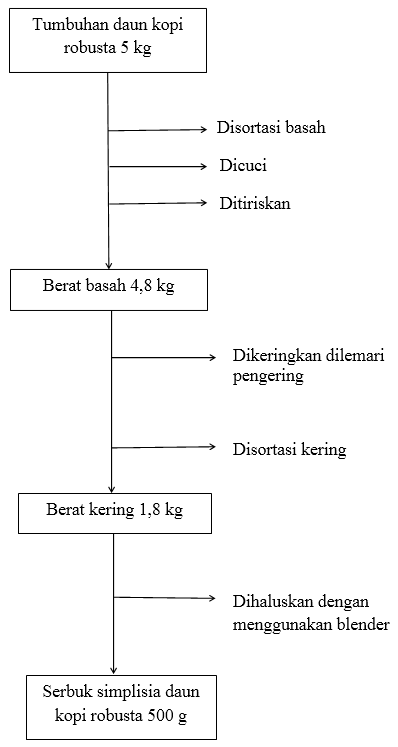 Tumbuhan daun kopi
robusta 5 kg
Disortasi basah
Dicuci
Ditiriskan
Berat basah 4,8 kg
Dikeringkan dilemari
pengering
Disortasi kering
Berat kering 1,8 kg
Dihaluskan dengan
menggunakan blender
Serbuk simplisia daun
kopi robusta 500 g